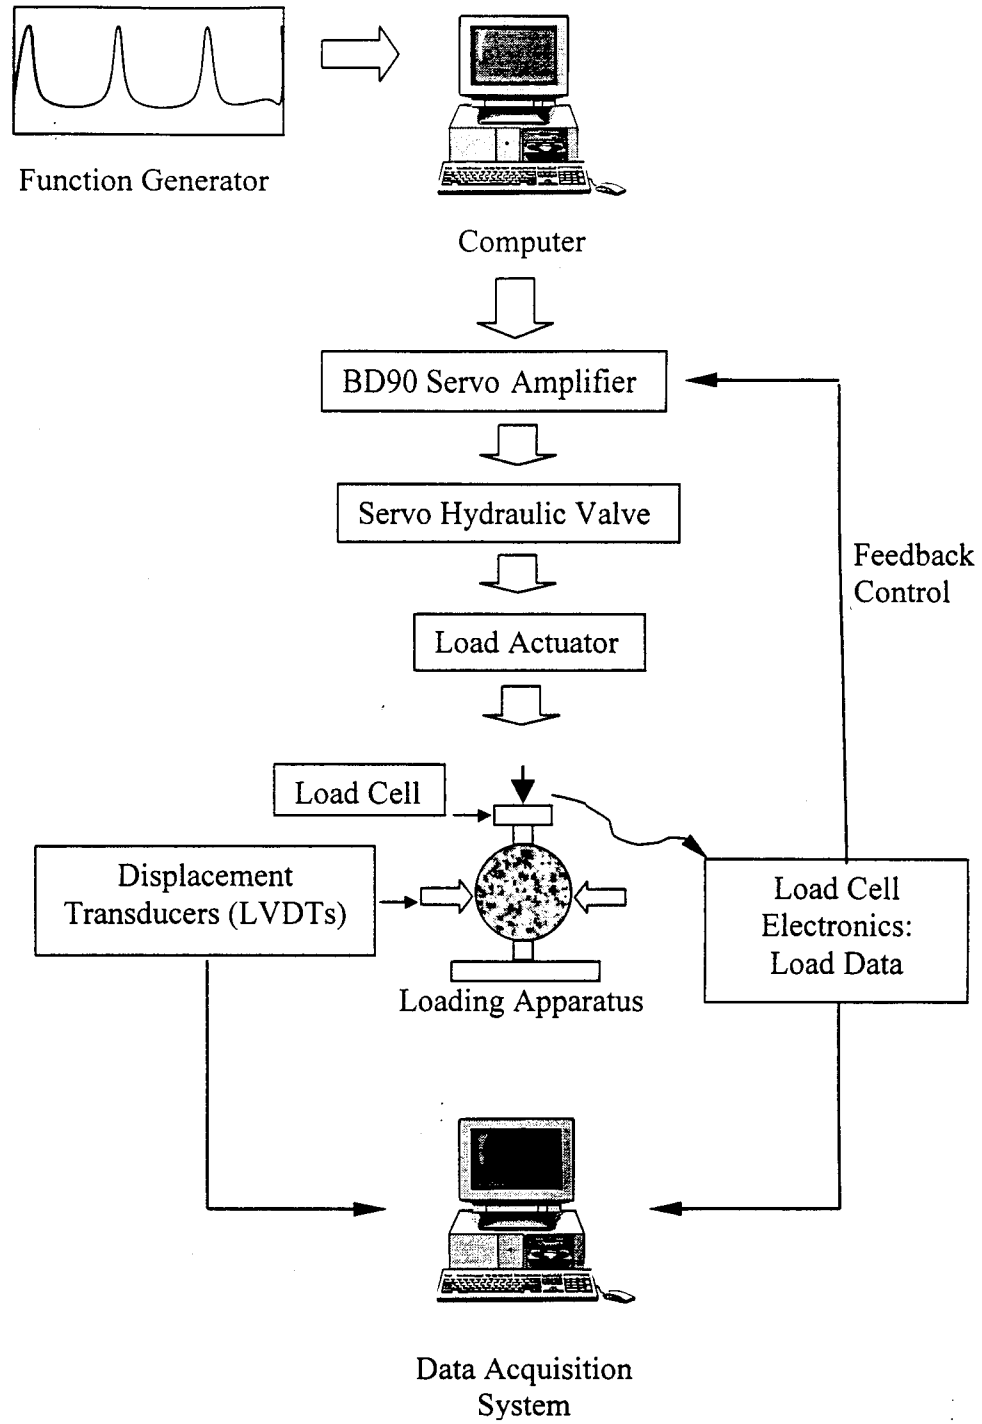 Function Generator
Computer
BD90 Servo Amplifier
Servo Hydraulic Valve
Feedback
Control
Load Actuator
Load Cell
Displacement
Transducers (LVDTs)
Load Cell
Electronics:
Load Data
Loading Apparatus
Data Acquisition
System